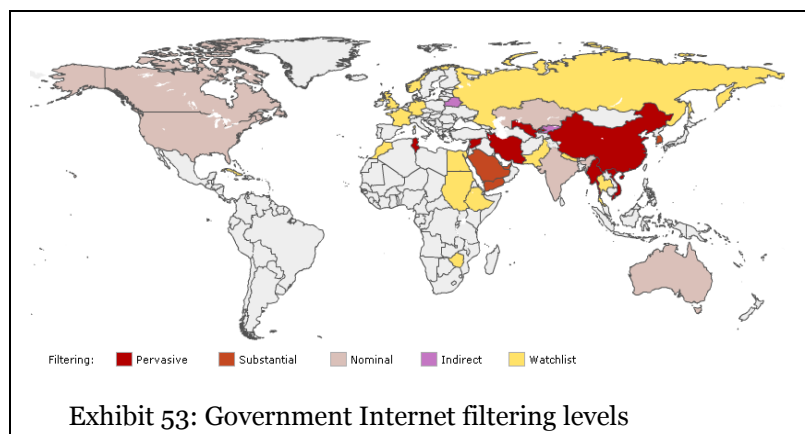 Filtering: Pervasive Substantial Nominal Indirect Watchlist
Exhibit 53: Government Internet filtering levels